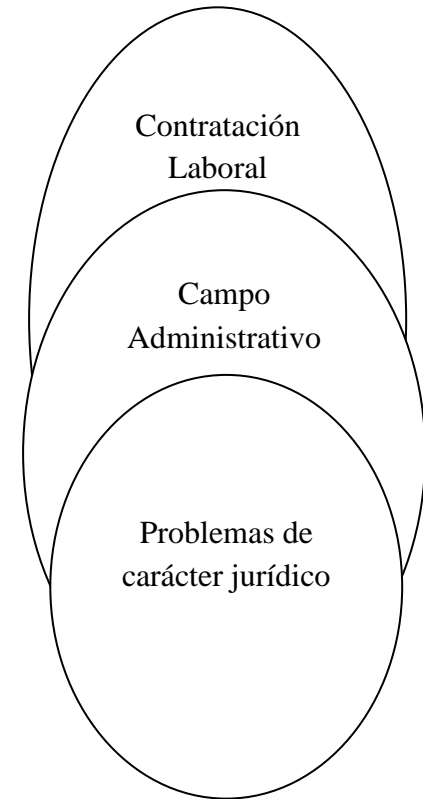 Contratación
Laboral
Campo
Administrativo
Problemas de
carácter jurídico